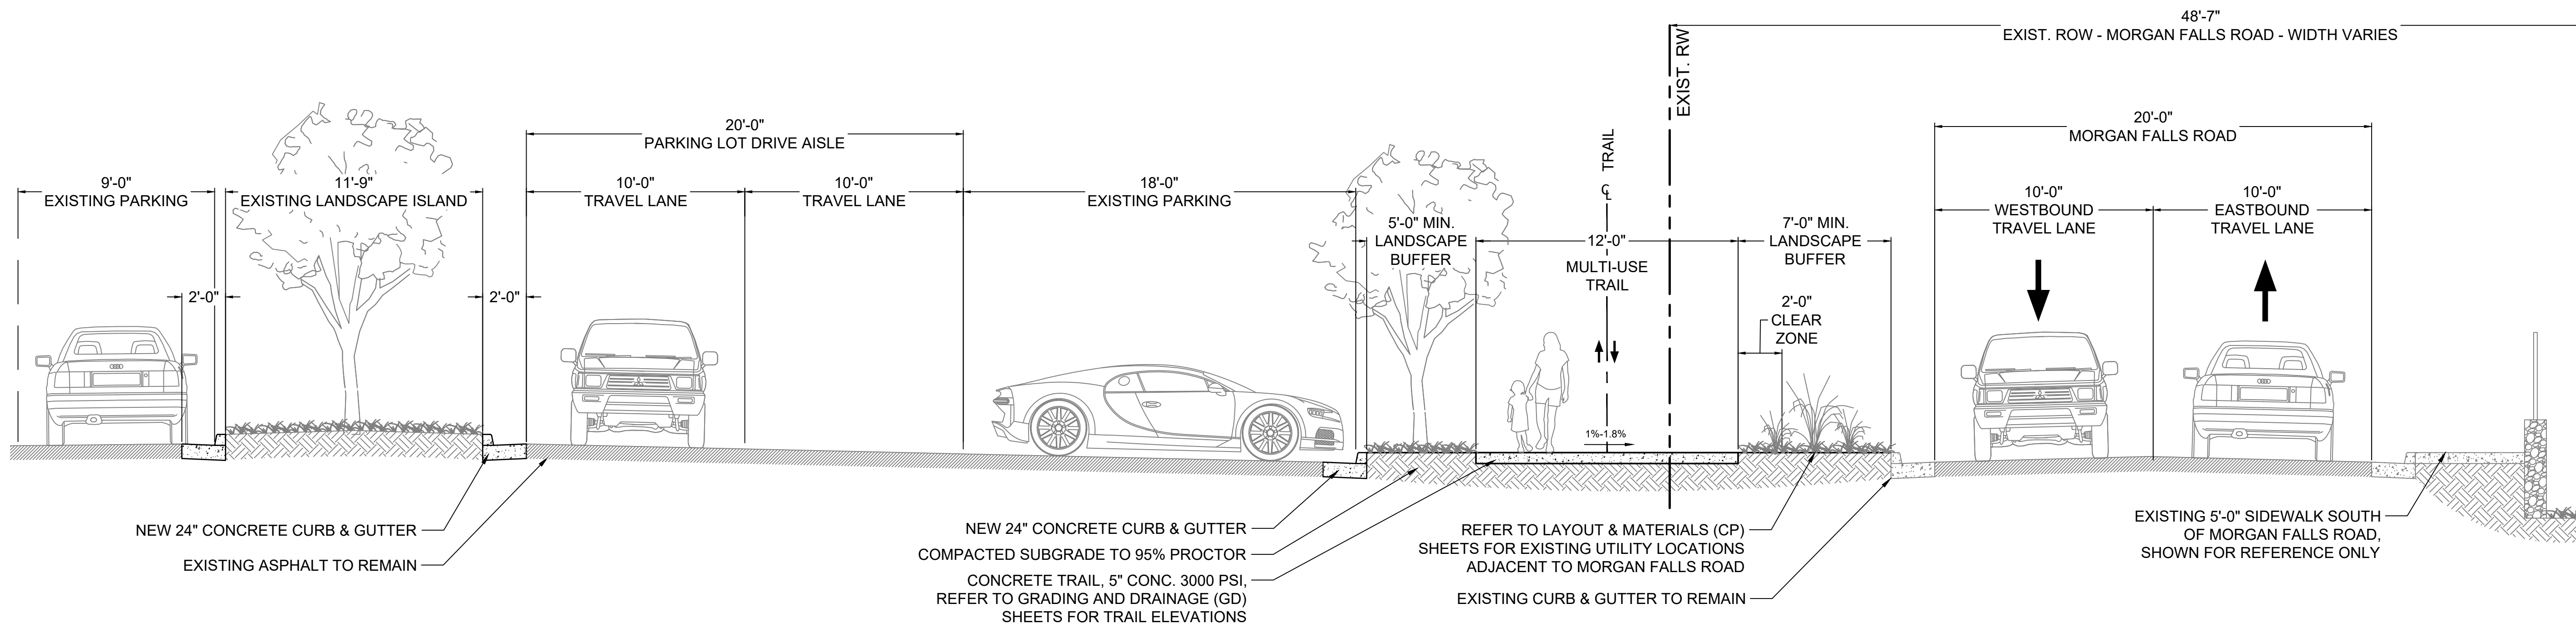 48'-7"
EXIST. ROW - MORGAN FALLS ROAD - WIDTH VARIES
EXIST. RW
20'-0"
PARKING LOT DRIVE AISLE
20'-0"
MORGAN FALLS ROAD
9'-0"
EXISTING PARKING
11'-9"
EXISTING LANDSCAPE ISLAND
10'-0"
TRAVEL LANE
10'-0"
TRAVEL LANE
18'-0"
EXISTING PARKING
5'-0" MIN.
LANDSCAPE
BUFFER
℄ TRAIL
12'-0"
MULTI-USE
TRAIL
7'-0" MIN.
LANDSCAPE
BUFFER
10'-0"
WESTBOUND
TRAVEL LANE
10'-0"
EASTBOUND
TRAVEL LANE
2'-0"
2'-0"
2'-0"
CLEAR
ZONE
1%-1.8%
NEW 24" CONCRETE CURB & GUTTER
EXISTING ASPHALT TO REMAIN
NEW 24" CONCRETE CURB & GUTTER
COMPACTED SUBGRADE TO 95% PROCTOR
CONCRETE TRAIL, 5" CONC. 3000 PSI,
REFER TO GRADING AND DRAINAGE (GD)
SHEETS FOR TRAIL ELEVATIONS
REFER TO LAYOUT & MATERIALS (CP)
SHEETS FOR EXISTING UTILITY LOCATIONS
ADJACENT TO MORGAN FALLS ROAD
EXISTING CURB & GUTTER TO REMAIN
EXISTING 5'-0" SIDEWALK SOUTH
OF MORGAN FALLS ROAD,
SHOWN FOR REFERENCE ONLY